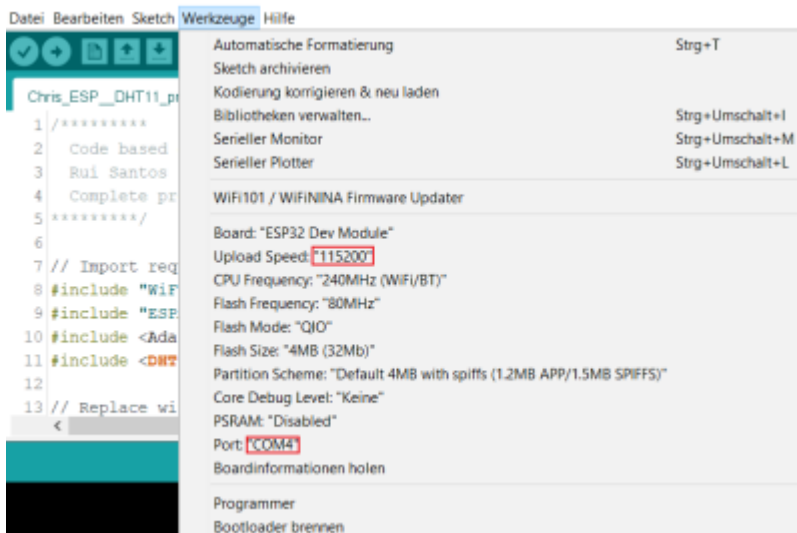 Datei Bearbeiten Sketch Werkzeuge Hilfe
Chris_ESP__DHT11_pr
1 /*********
2 Code based
3 Rui Santos
4 Complete pr
5 *********/
6
7 // Import req
8 #include "WiF
9 #include "ESP
10 #include <Ada
11 #include <DHT
12
13 // Replace wi
Automatische Formatierung Strg+T
Sketch archivieren
Kodierung korrigieren & neu laden
Bibliotheken verwalten... Strg+Umschalt+I
Serieller Monitor Strg+Umschalt+M
Serieller Plotter Strg+Umschalt+L
WiFi101 / WiFiNINA Firmware Updater
Board: "ESP32 Dev Module"
Upload Speed: "115200"
CPU Frequency: "240MHz (WiFi/BT)"
Flash Frequency: "80MHz"
Flash Mode: "QIO"
Flash Size: "4MB (32Mb)"
Partition Scheme: "Default 4MB with spiffs (1.2MB APP/1.5MB SPIFFS)"
Core Debug Level: "Keine"
PSRAM: "Disabled"
Port: "COM4"
Boardinformationen holen
Programmer
Bootloader brennen